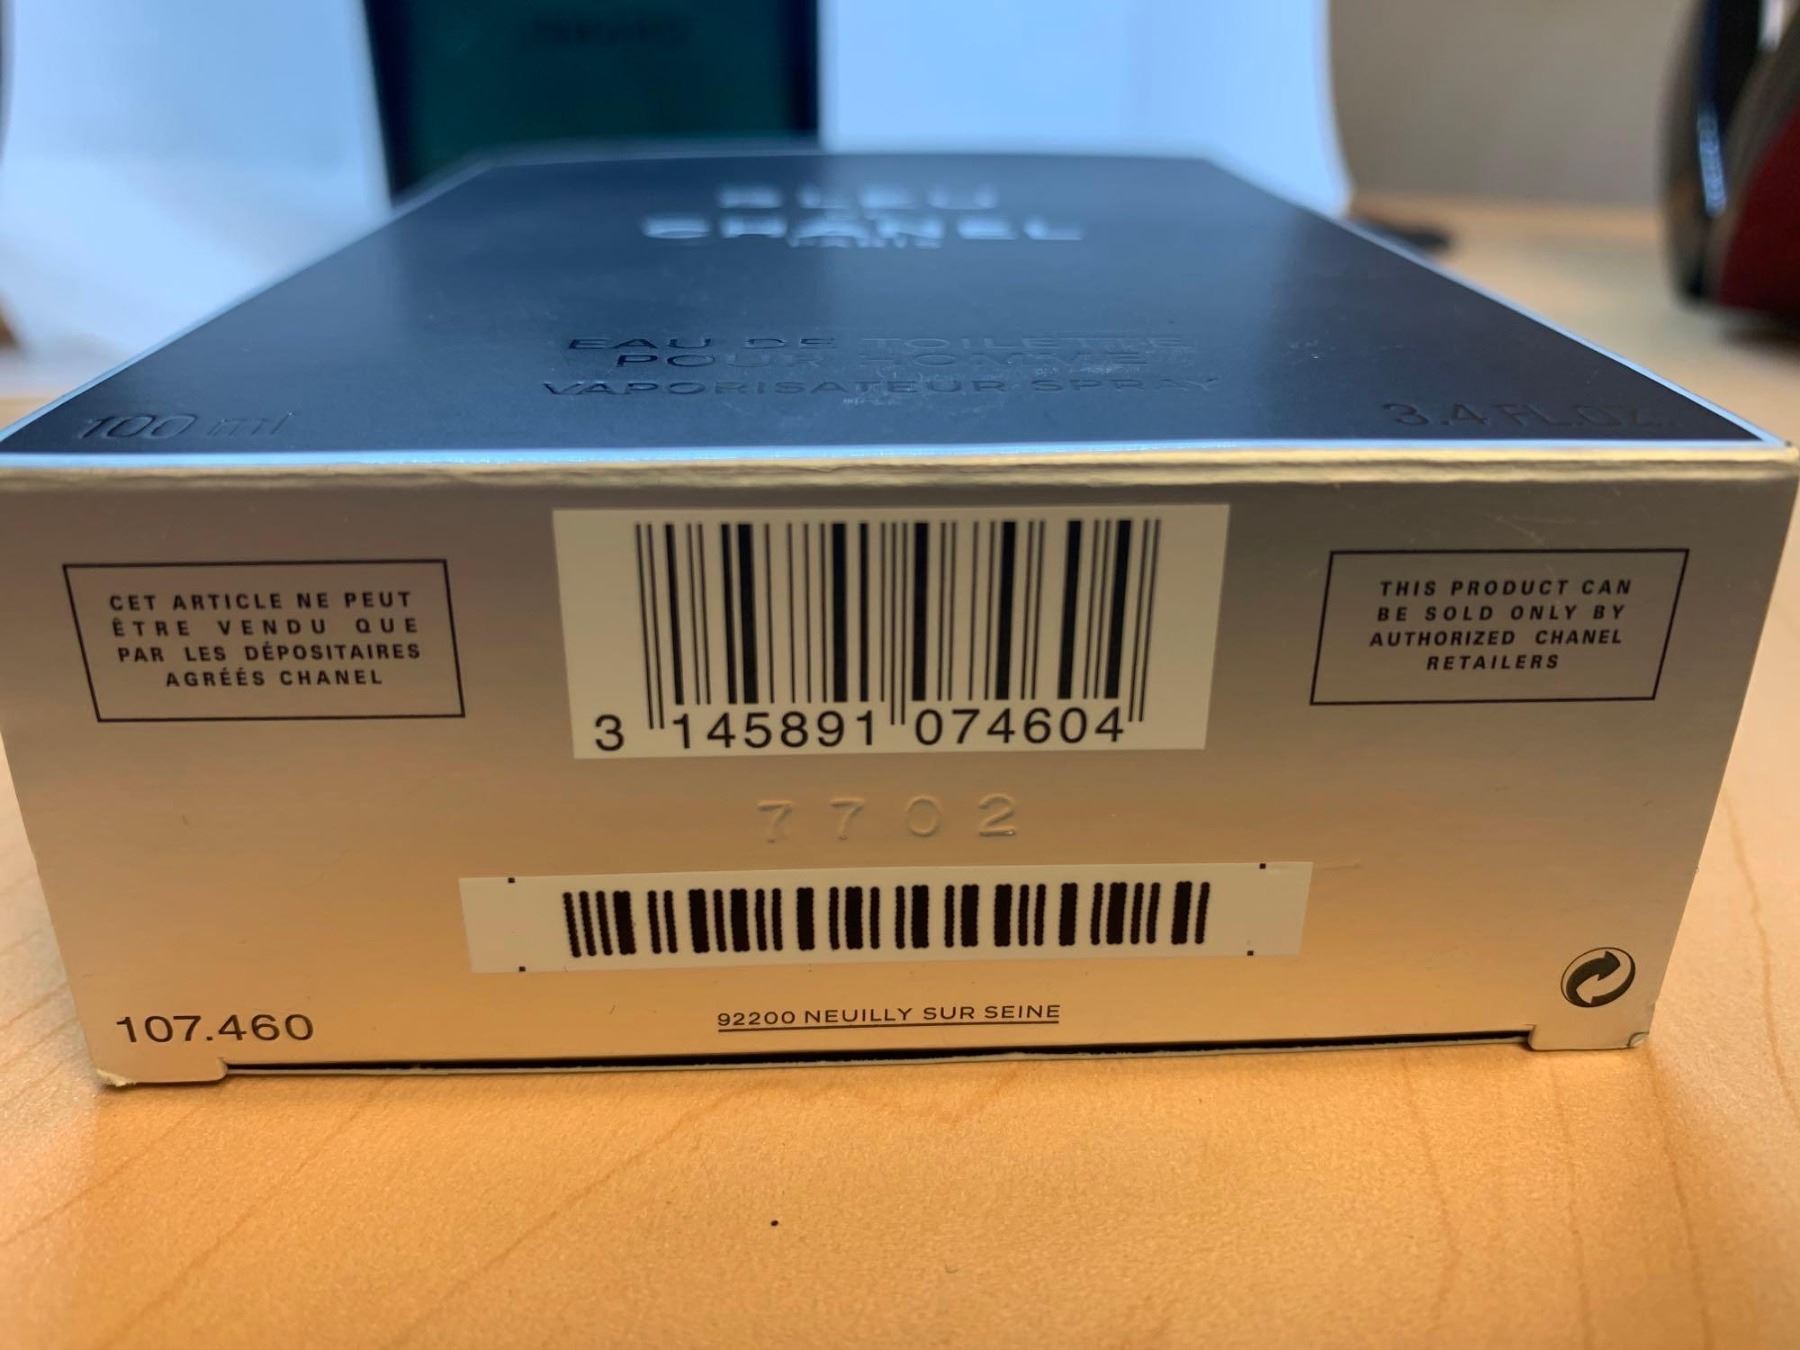 BLEU
DE
CHANEL
PARIS
EAU DE TOILETTE
POUR HOMME
VAPORISATEUR SPRAY
100 ml
3.4 FL.OZ.
CET ARTICLE NE PEUT
ÊTRE VENDU QUE
PAR LES DÉPOSITAIRES
AGRÉÉS CHANEL
3 145891 074604
THIS PRODUCT CAN
BE SOLD ONLY BY
AUTHORIZED CHANEL
RETAILERS
7702
107.460
92200 NEUILLY SUR SEINE